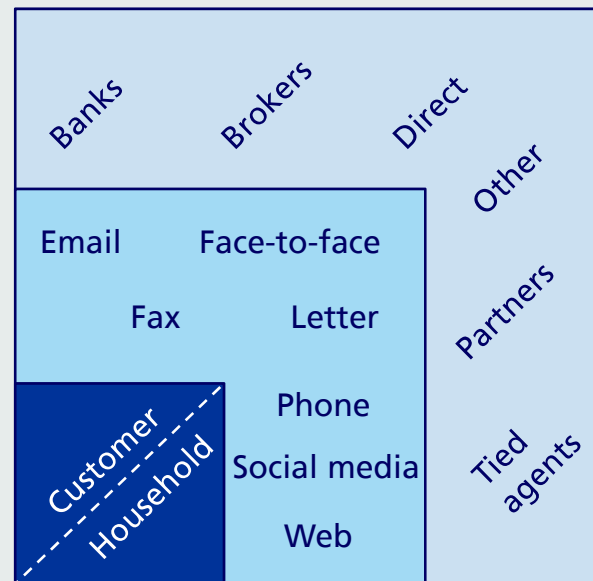 Banks
Brokers
Direct
Other
Email
Face-to-face
Fax
Letter
Partners
Phone
Customer
Household
Social media
Tied
agents
Web